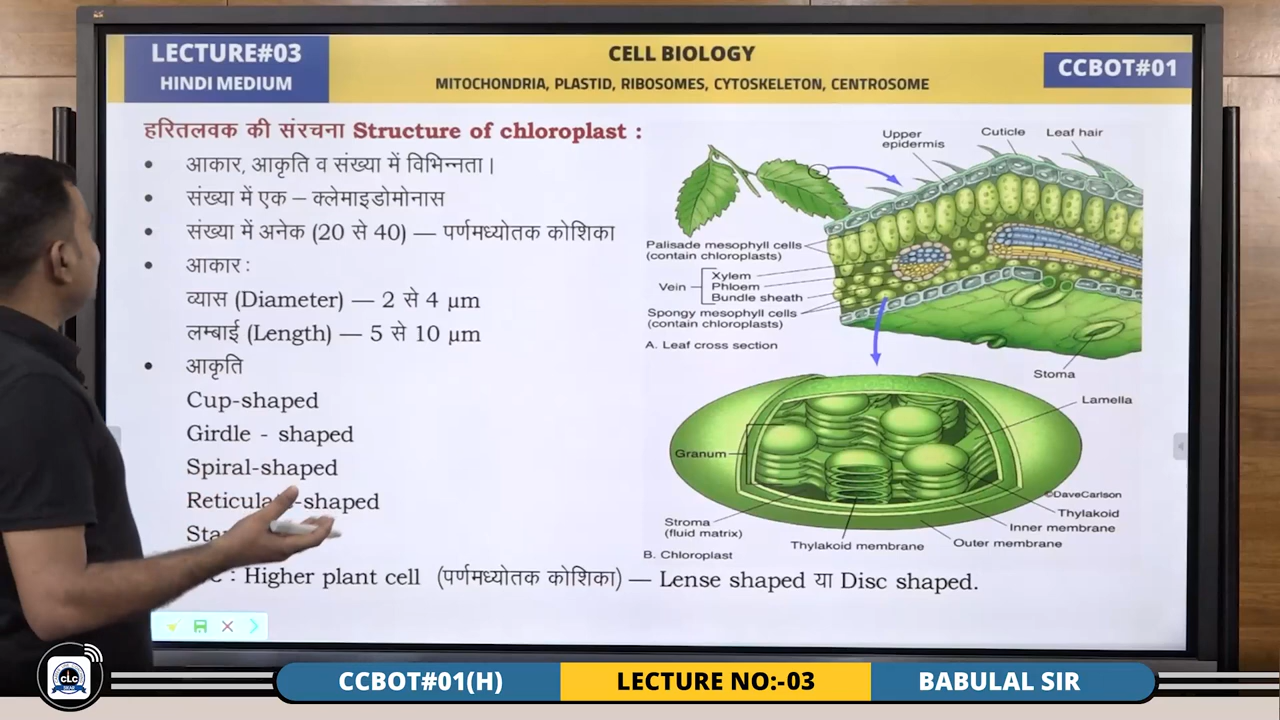 LECTURE#03
HINDI MEDIUM
CELL BIOLOGY
MITOCHONDRIA, PLASTID, RIBOSOMES, CYTOSKELETON, CENTROSOME
CCBOT#01
हरितलवक की संरचना Structure of chloroplast :
• आकार, आकृति व संख्या में विभिन्नता।
• संख्या में एक – क्लेमाइडोमोनास
• संख्या में अनेक (20 से 40) — पर्णमध्योतक कोशिका
• आकार :
व्यास (Diameter) — 2 से 4 µm
लम्बाई (Length) — 5 से 10 µm
• आकृति
Cup-shaped
Girdle - shaped
Spiral-shaped
-shaped
: Higher plant cell (पर्णमध्योतक कोशिका) — Lense shaped या Disc shaped.
Upper
epidermis
Cuticle
Leaf hair
Palisade mesophyll cells
(contain chloroplasts)
Vein
Xylem
Phloem
Bundle sheath
Spongy mesophyll cells
(contain chloroplasts)
A. Leaf cross section
Stoma
Lamella
Granum
©DaveCarlson
Thylakoid
Inner membrane
Outer membrane
Stroma
(fluid matrix)
Thylakoid membrane
B. Chloroplast
CLC
CCBOT#01(H)
LECTURE NO:-03
BABULAL SIR